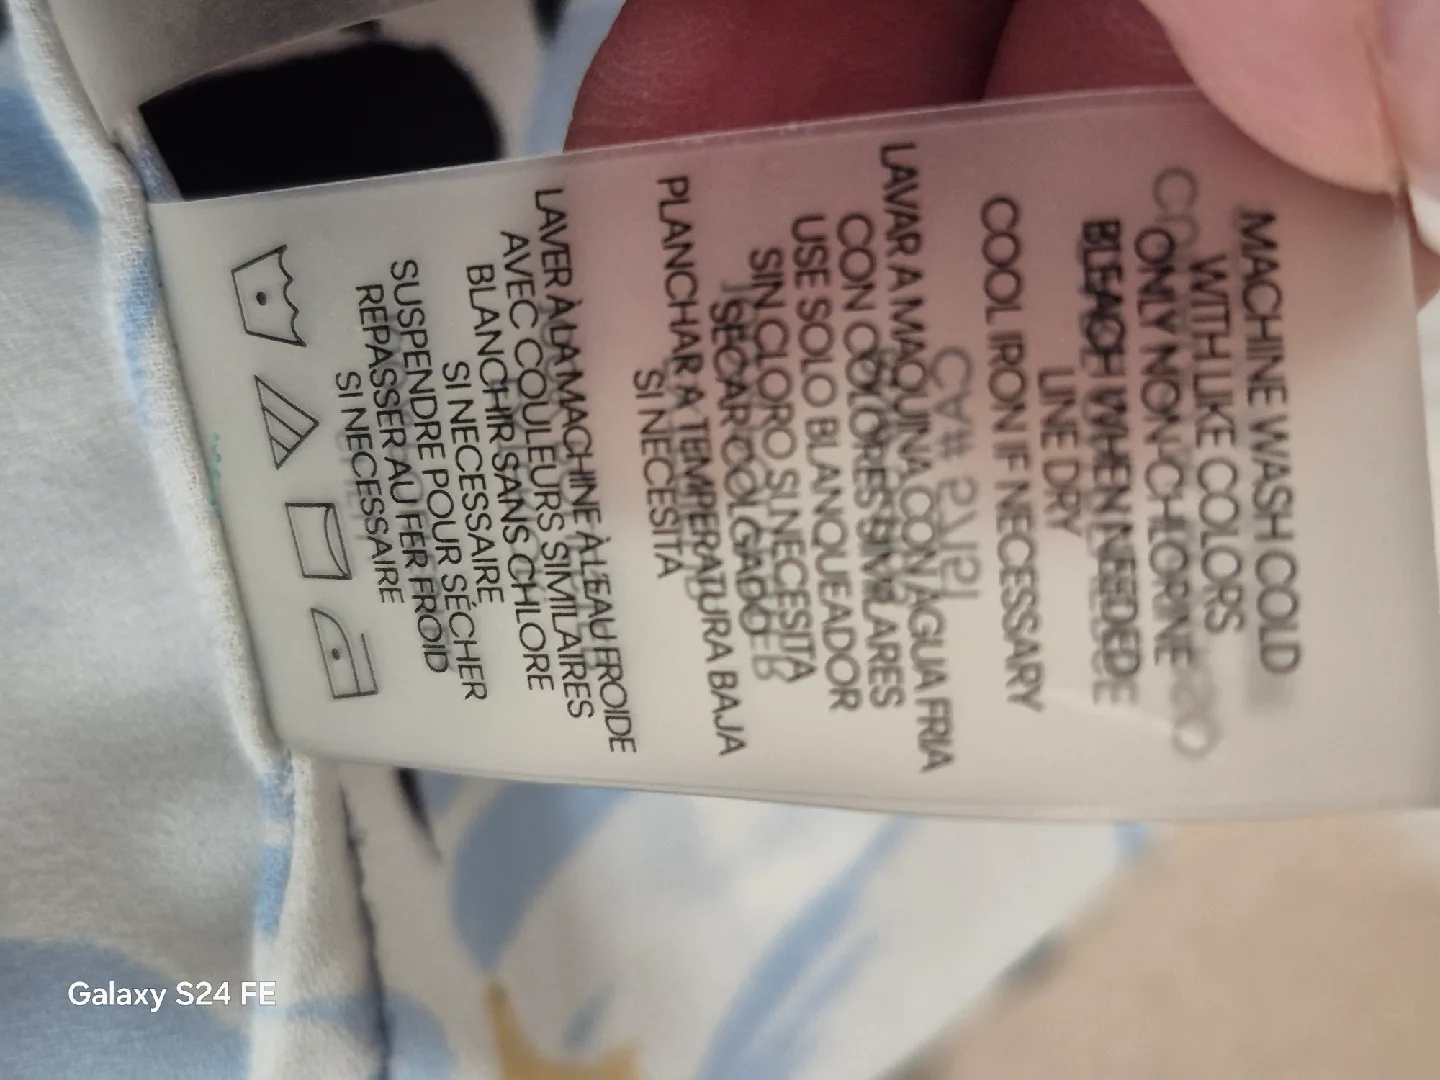 MACHINE WASH COLD
WITH LIKE COLORS
ONLY NON-CHLORINE
BLEACH WHEN NEEDED
LINE DRY
COOL IRON IF NECESSARY
LAVAR A MAQUINA CON AGUA FRIA
CON COLORES SIMILARES
USE SOLO BLANQUEADOR
SIN CLORO SI NECESITA
SECAR COLGADO
PLANCHAR A TEMPERATURA BAJA
SI NECESITA
LAVER À LA MACHINE À L'EAU FROIDE
AVEC COULEURS SIMILAIRES
BLANCHIR SANS CHLORE
SI NECESSAIRE
SUSPENDRE POUR SÉCHER
REPASSER AU FER FROID
SI NECESSAIRE
Galaxy S24 FE